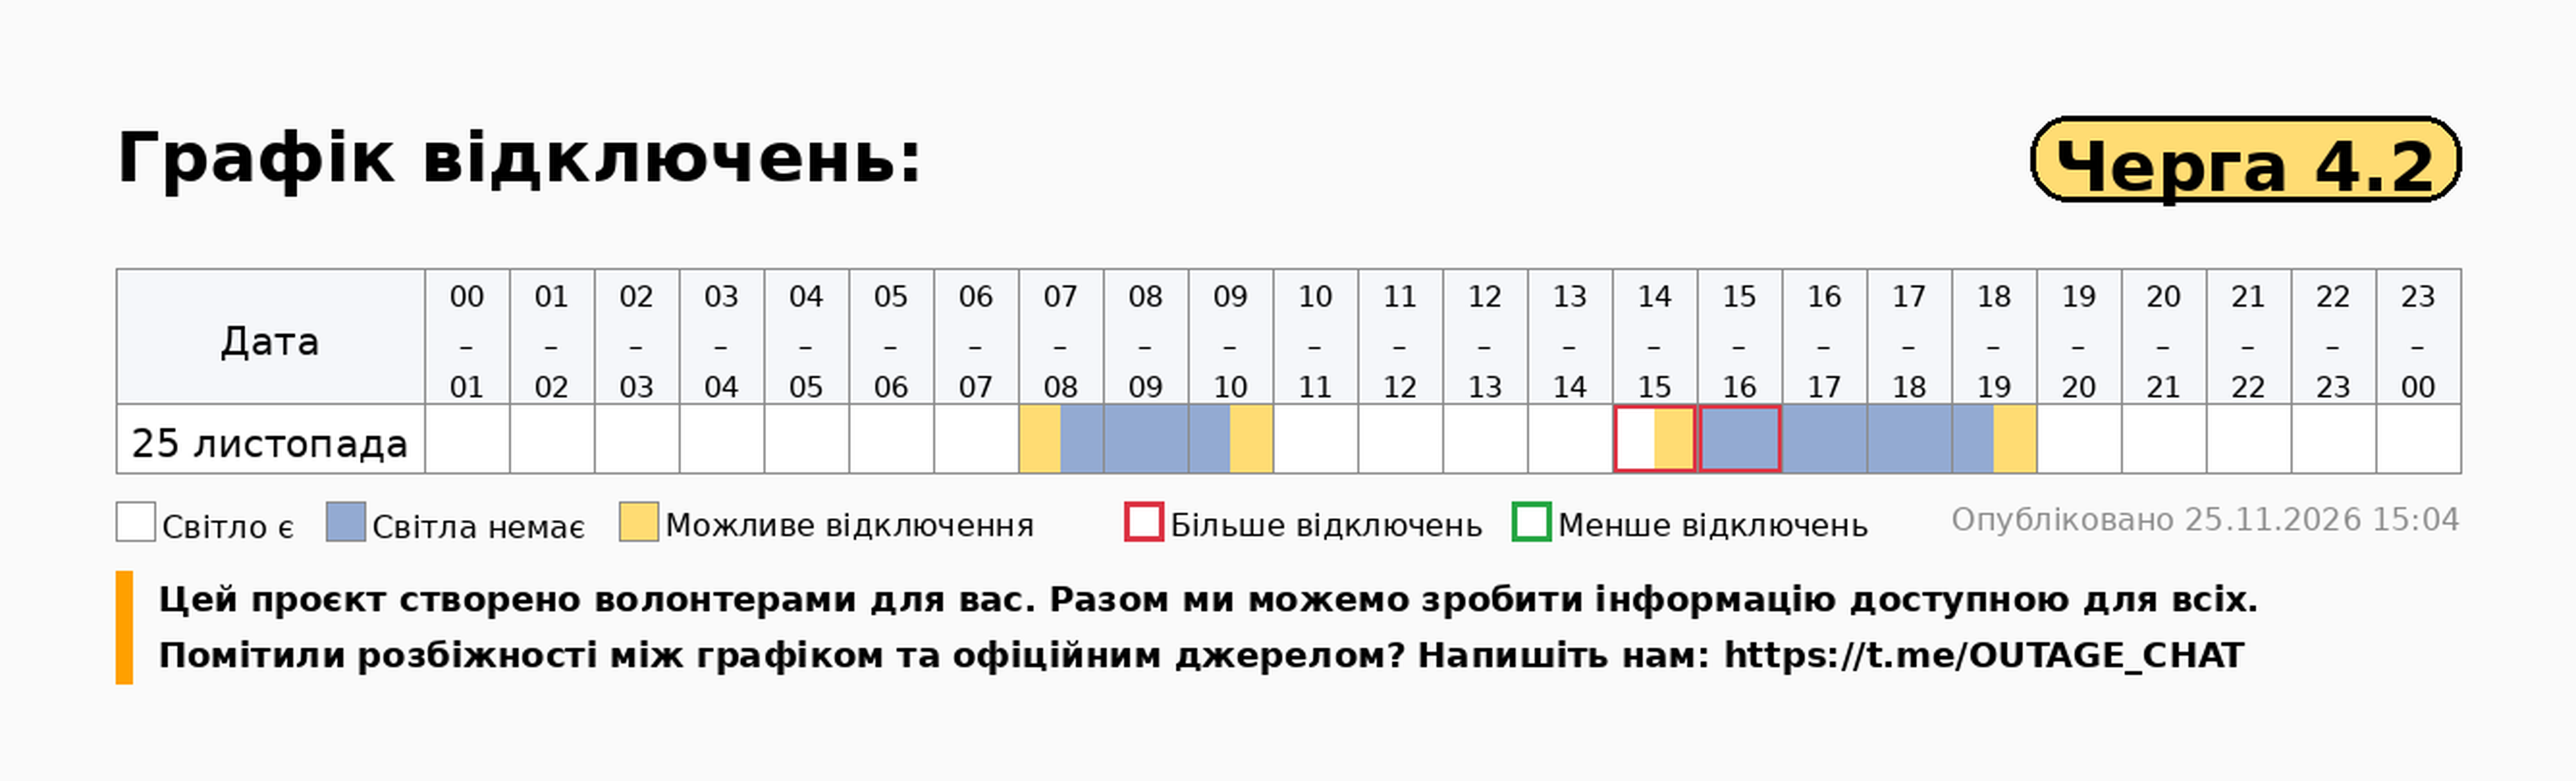 Графік відключень:
Черга 4.2
Дата
00 – 01
01 – 02
02 – 03
03 – 04
04 – 05
05 – 06
06 – 07
07 – 08
08 – 09
09 – 10
10 – 11
11 – 12
12 – 13
13 – 14
14 – 15
15 – 16
16 – 17
17 – 18
18 – 19
19 – 20
20 – 21
21 – 22
22 – 23
23 – 00
25 листопада
Світло є
Світла немає
Можливе відключення
Більше відключень
Менше відключень
Опубліковано 25.11.2026 15:04
Цей проєкт створено волонтерами для вас. Разом ми можемо зробити інформацію доступною для всіх.
Помітили розбіжності між графіком та офіційним джерелом? Напишіть нам: https://t.me/OUTAGE_CHAT